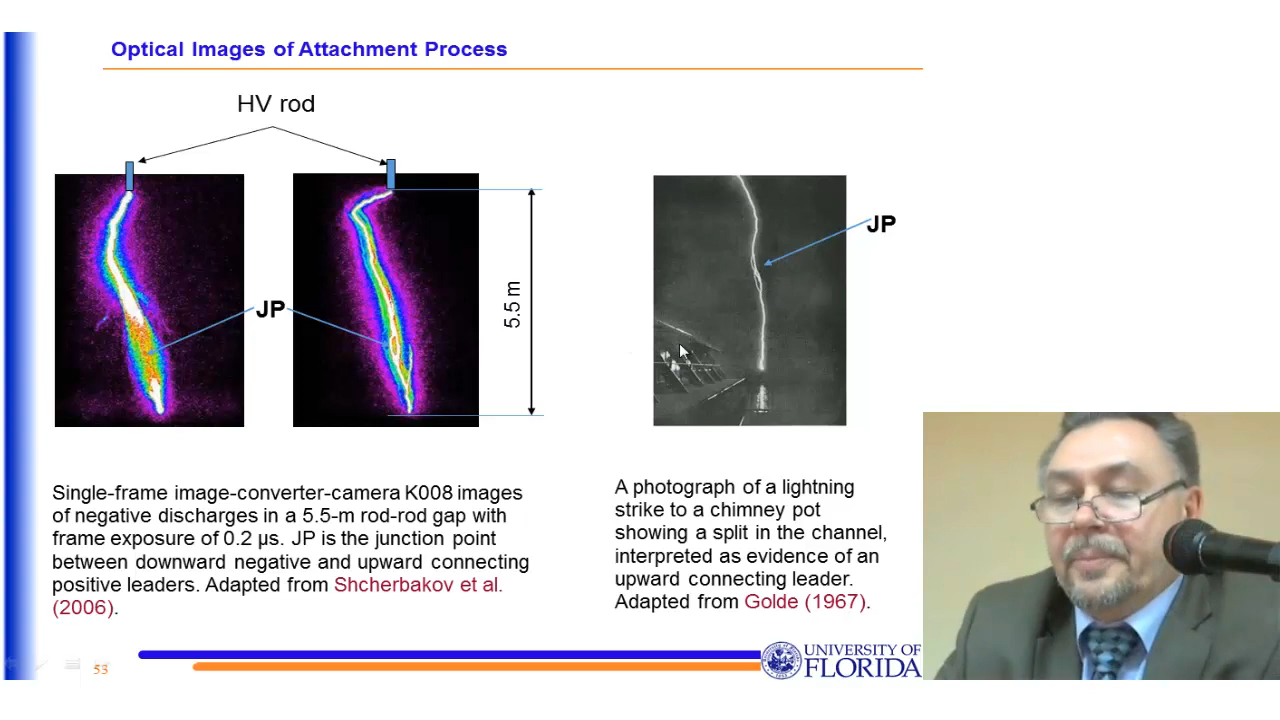 Optical Images of Attachment Process
HV rod
JP
5.5 m
JP
Single-frame image-converter-camera K008 images
of negative discharges in a 5.5-m rod-rod gap with
frame exposure of 0.2 µs. JP is the junction point
between downward negative and upward connecting
positive leaders. Adapted from Shcherbakov et al.
(2006).
A photograph of a lightning
strike to a chimney pot
showing a split in the channel,
interpreted as evidence of an
upward connecting leader.
Adapted from Golde (1967).
53
UNIVERSITY OF
FLORIDA